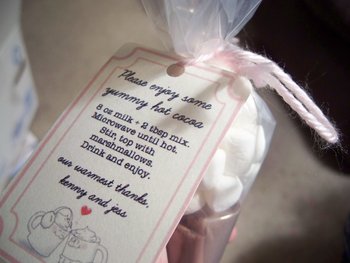 Please enjoy some
yummy hot cocoa
8 oz milk + 2 tbsp mix.
Microwave until hot.
Stir, top with
marshmallows.
Drink and enjoy.
our warmest thanks,
kenny and jess